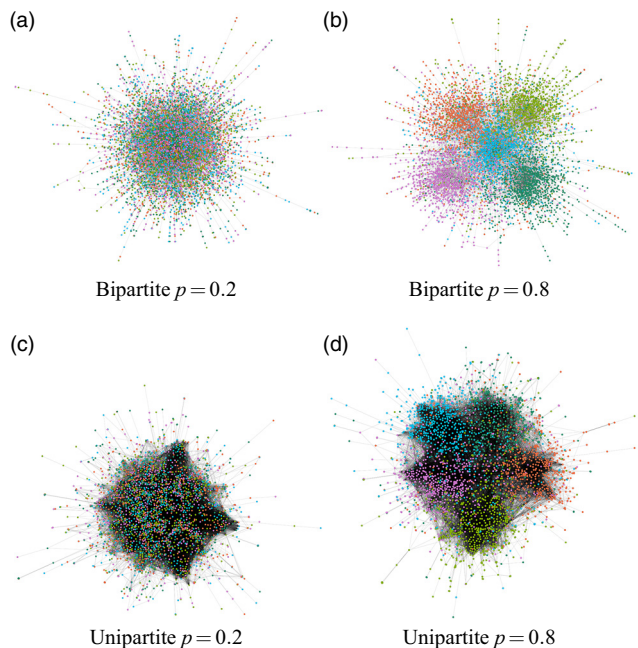 (a)
(b)
Bipartite p = 0.2
Bipartite p = 0.8
(c)
(d)
Unipartite p = 0.2
Unipartite p = 0.8